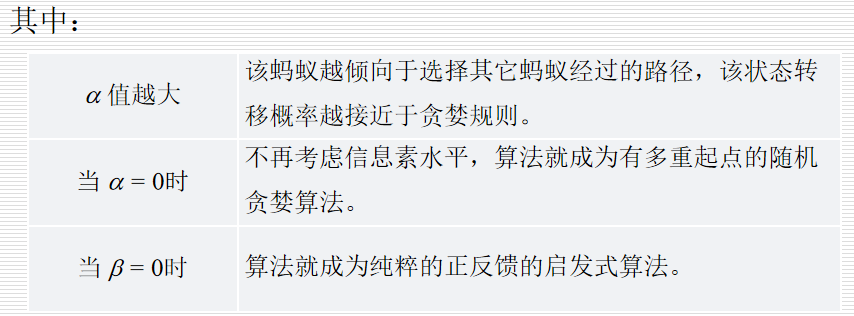 其中：
α 值越大
该蚂蚁越倾向于选择其它蚂蚁经过的路径，该状态转
移概率越接近于贪婪规则。
当 α = 0时
不再考虑信息素水平，算法就成为有多重起点的随机
贪婪算法。
当 β = 0时
算法就成为纯粹的正反馈的启发式算法。